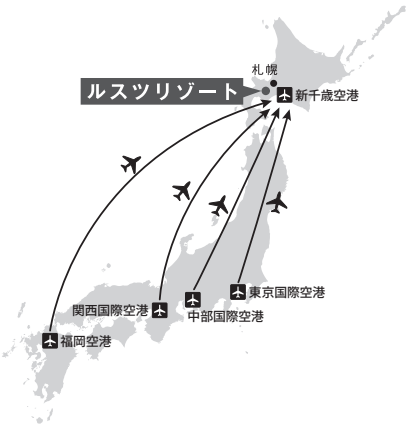 札幌
ルスツリゾート
新千歳空港
東京国際空港
関西国際空港
中部国際空港
福岡空港